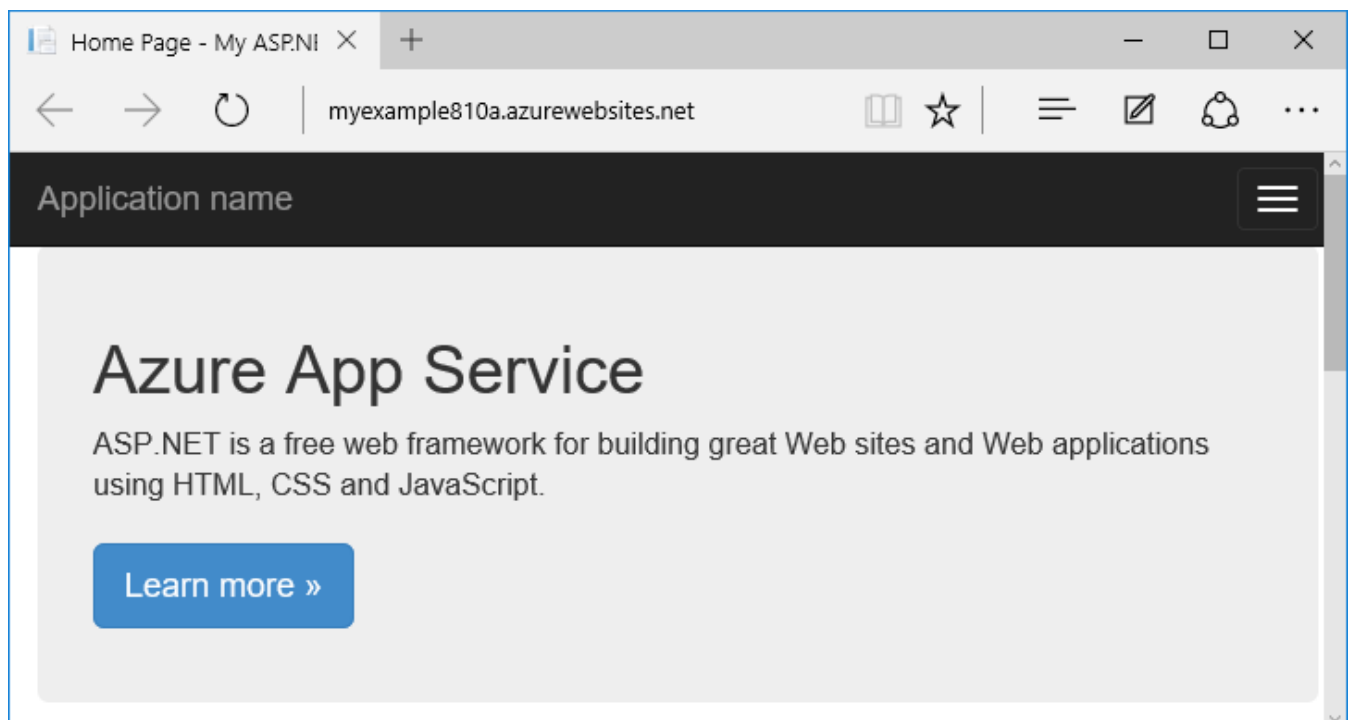 Home Page - My ASP.NE
myexample810a.azurewebsites.net
Application name
Azure App Service
ASP.NET is a free web framework for building great Web sites and Web applications
using HTML, CSS and JavaScript.
Learn more »